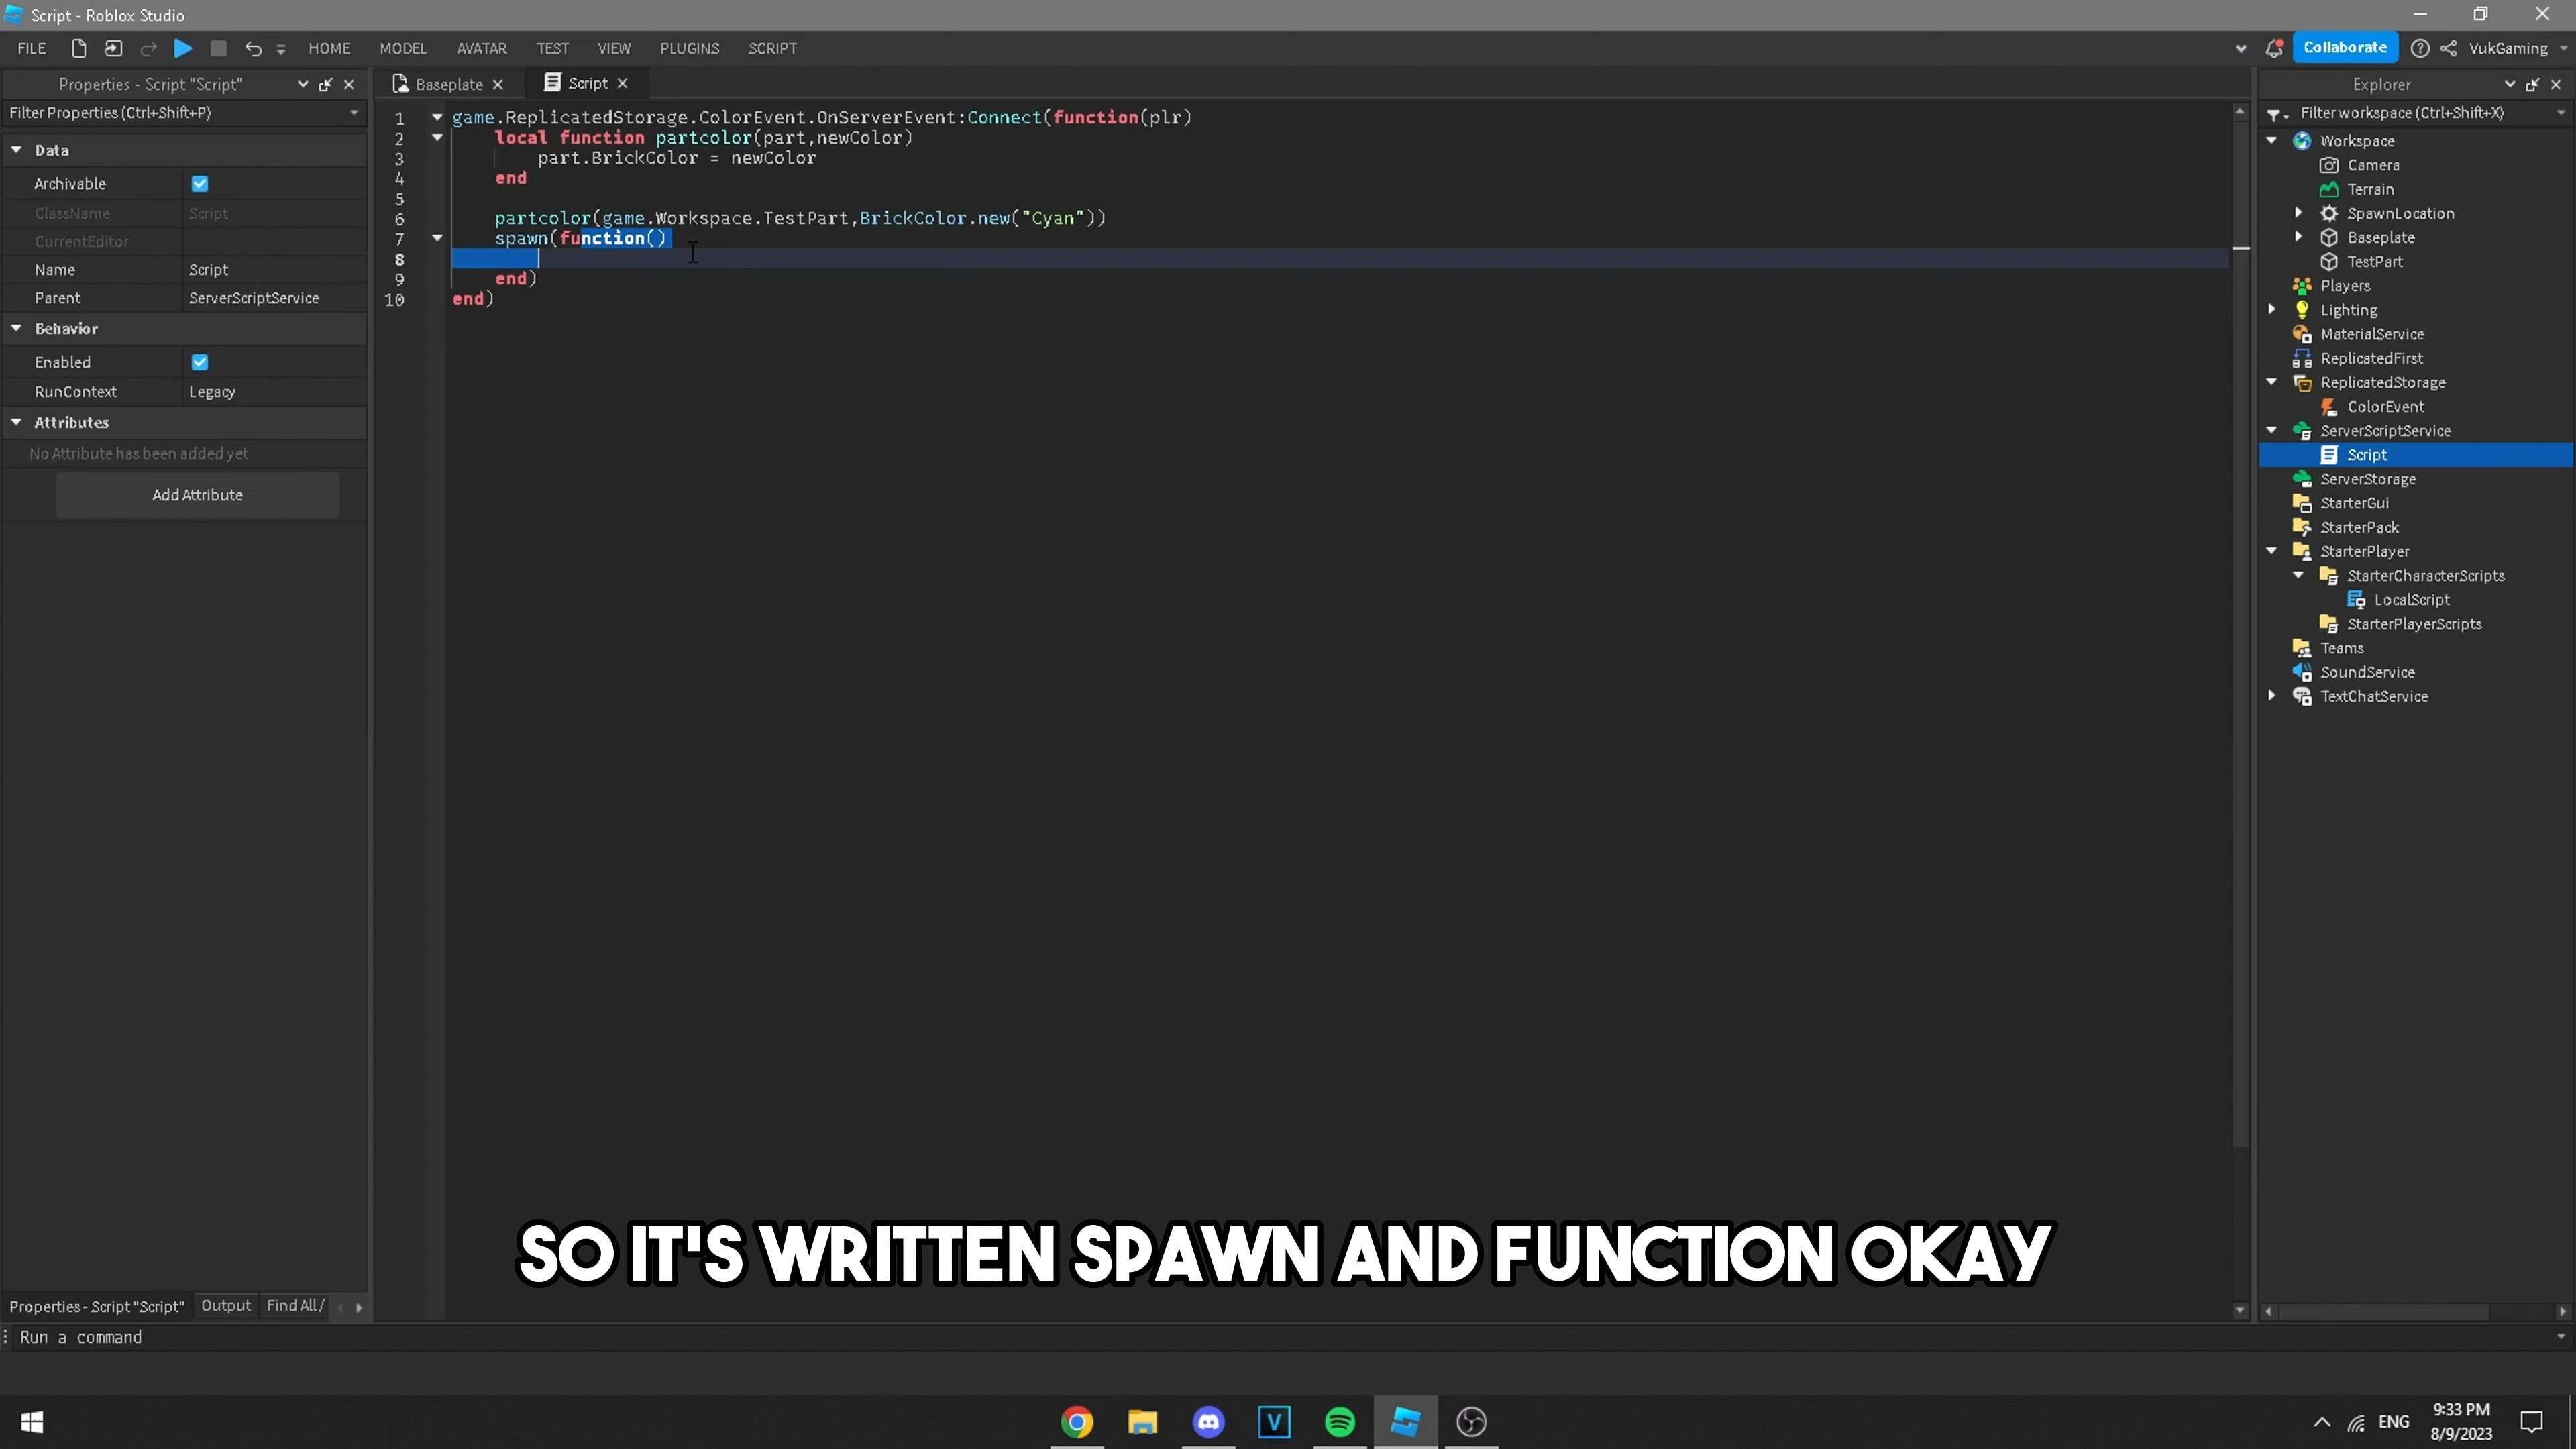 Script - Roblox Studio
FILE HOME MODEL AVATAR TEST VIEW PLUGINS SCRIPT Collaborate VukGaming
Properties - Script "Script"
Filter Properties (Ctrl+Shift+P)
Data
Archivable
ClassName Script
CurrentEditor
Name Script
Parent ServerScriptService
Behavior
Enabled
RunContext Legacy
Attributes
No Attribute has been added yet
Add Attribute
Baseplate Script
1 game.ReplicatedStorage.ColorEvent.OnServerEvent:Connect(function(plr)
2 local function partcolor(part,newColor)
3 part.BrickColor = newColor
4 end
5
6 partcolor(game.Workspace.TestPart,BrickColor.new("Cyan"))
7 spawn(function()
8
9 end)
10 end)
Explorer
Filter workspace (Ctrl+Shift+X)
Workspace
Camera
Terrain
SpawnLocation
Baseplate
TestPart
Players
Lighting
MaterialService
ReplicatedFirst
ReplicatedStorage
ColorEvent
ServerScriptService
Script
ServerStorage
StarterGui
StarterPack
StarterPlayer
StarterCharacterScripts
LocalScript
StarterPlayerScripts
Teams
SoundService
TextChatService
SO IT'S WRITTEN SPAWN AND FUNCTION OKAY
Properties - Script "Script" Output Find All /
Run a command
V
ENG
9:33 PM
8/9/2023